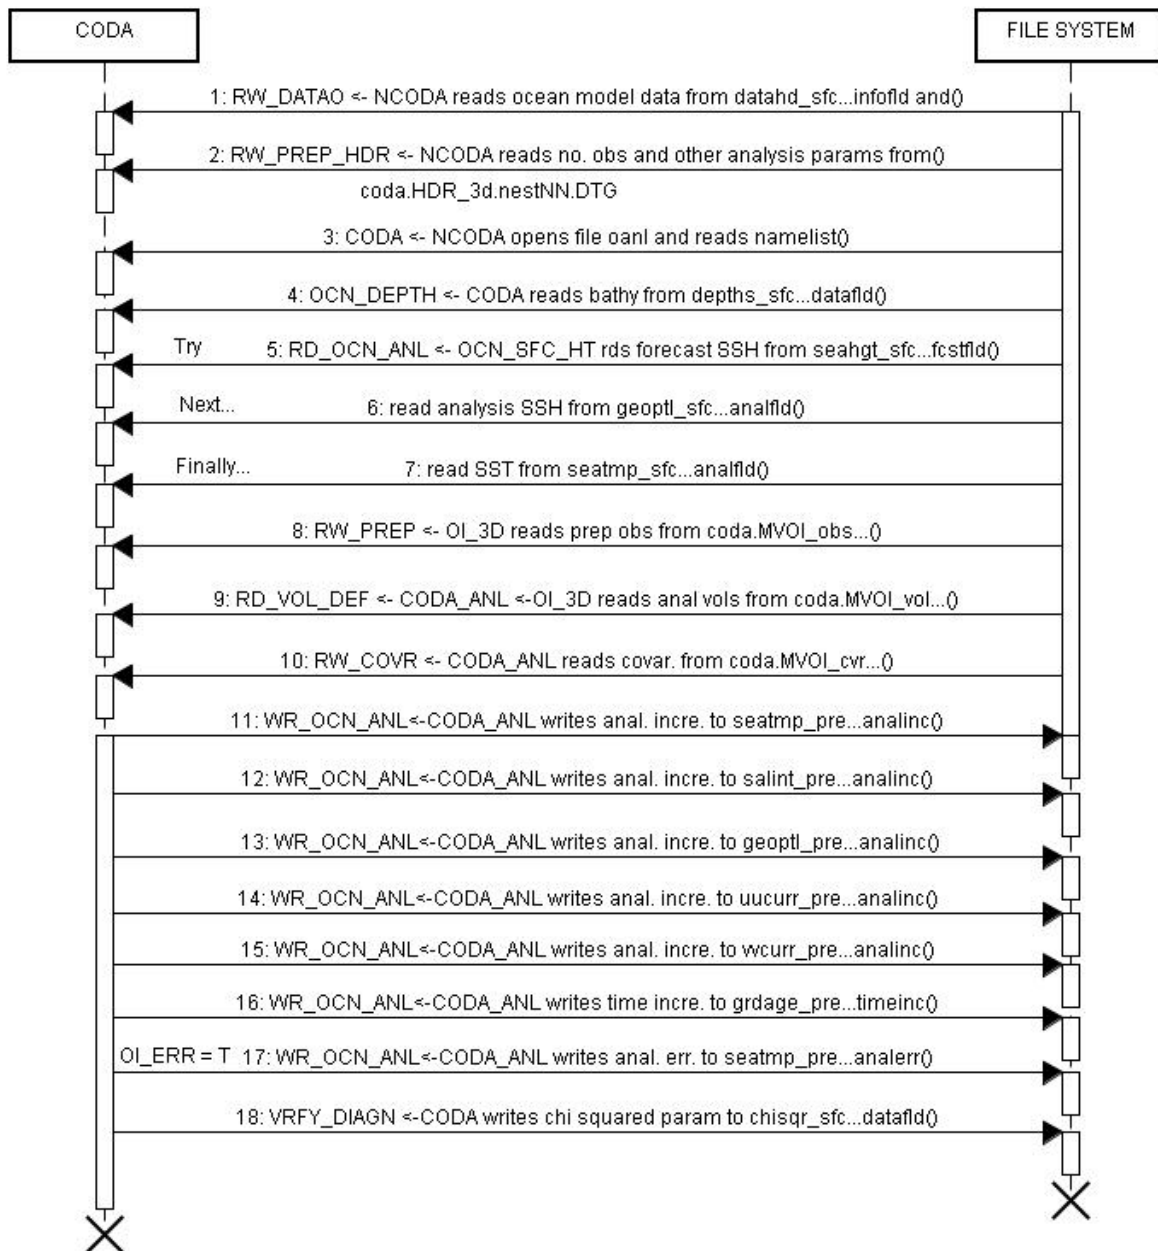 CODA
FILE SYSTEM
1: RW_DATAO <- NCODA reads ocean model data from datahd_sfc...infofld and()
2: RW_PREP_HDR <- NCODA reads no. obs and other analysis params from()
coda.HDR_3d.nestNN.DTG
3: CODA <- NCODA opens file oanl and reads namelist()
4: OCN_DEPTH <- CODA reads bathy from depths_sfc...datafld()
Try 5: RD_OCN_ANL <- OCN_SFC_HT rds forecast SSH from seahgt_sfc...fcstfld()
Next... 6: read analysis SSH from geoptl_sfc...analfld()
Finally... 7: read SST from seatmp_sfc...analfld()
8: RW_PREP <- OI_3D reads prep obs from coda.MVOI_obs...()
9: RD_VOL_DEF <- CODA_ANL <-OI_3D reads anal vols from coda.MVOI_vol...()
10: RW_COVR <- CODA_ANL reads covar. from coda.MVOI_cvr...()
11: WR_OCN_ANL<-CODA_ANL writes anal. incre. to seatmp_pre...analinc()
12: WR_OCN_ANL<-CODA_ANL writes anal. incre. to salint_pre...analinc()
13: WR_OCN_ANL<-CODA_ANL writes anal. incre. to geoptl_pre...analinc()
14: WR_OCN_ANL<-CODA_ANL writes anal. incre. to uucurr_pre...analinc()
15: WR_OCN_ANL<-CODA_ANL writes anal. incre. to vvcurr_pre...analinc()
16: WR_OCN_ANL<-CODA_ANL writes time incre. to grdage_pre...timeinc()
OI_ERR = T 17: WR_OCN_ANL<-CODA_ANL writes anal. err. to seatmp_pre...analerr()
18: VRFY_DIAGN <-CODA writes chi squared param to chisqr_sfc...datafld()